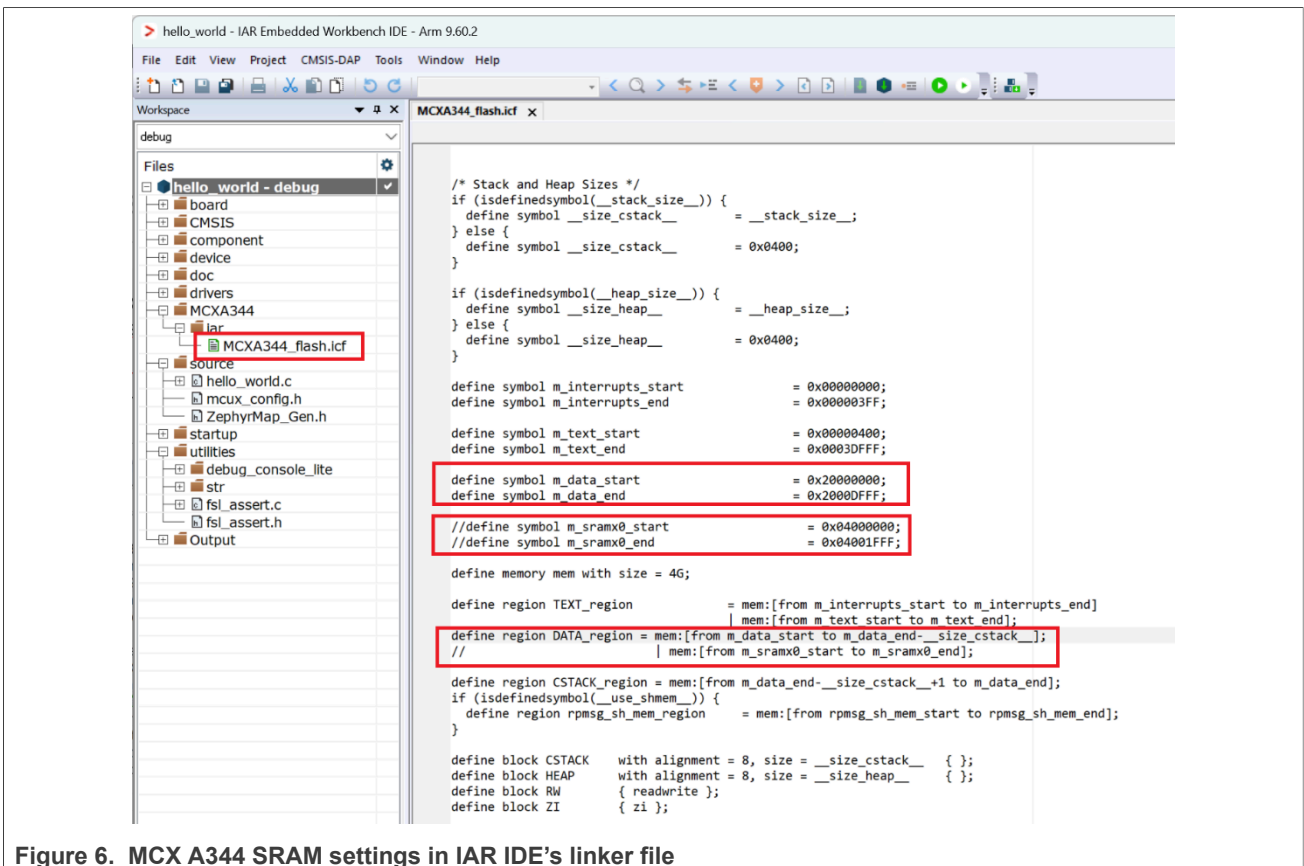 hello_world - IAR Embedded Workbench IDE - Arm 9.60.2
File Edit View Project CMSIS-DAP Tools Window Help
Workspace
MCXA344_flash.icf
debug
Files
hello_world - debug
board
CMSIS
component
device
doc
drivers
MCXA344
iar
MCXA344_flash.icf
source
hello_world.c
mcux_config.h
ZephyrMap_Gen.h
startup
utilities
debug_console_lite
str
fsl_assert.c
fsl_assert.h
Output
/* Stack and Heap Sizes */
if (isdefinedsymbol(__stack_size__)) {
define symbol __size_cstack__ = __stack_size__;
} else {
define symbol __size_cstack__ = 0x0400;
}
if (isdefinedsymbol(__heap_size__)) {
define symbol __size_heap__ = __heap_size__;
} else {
define symbol __size_heap__ = 0x0400;
}
define symbol m_interrupts_start = 0x00000000;
define symbol m_interrupts_end = 0x000003FF;
define symbol m_text_start = 0x00000400;
define symbol m_text_end = 0x0003DFFF;
define symbol m_data_start = 0x20000000;
define symbol m_data_end = 0x2000DFFF;
//define symbol m_sramx0_start = 0x04000000;
//define symbol m_sramx0_end = 0x04001FFF;
define memory mem with size = 4G;
define region TEXT_region = mem:[from m_interrupts_start to m_interrupts_end]
| mem:[from m_text_start to m_text_end];
define region DATA_region = mem:[from m_data_start to m_data_end-__size_cstack__];
// | mem:[from m_sramx0_start to m_sramx0_end];
define region CSTACK_region = mem:[from m_data_end-__size_cstack__+1 to m_data_end];
if (isdefinedsymbol(__use_shmem__)) {
define region rpmsg_sh_mem_region = mem:[from rpmsg_sh_mem_start to rpmsg_sh_mem_end];
}
define block CSTACK with alignment = 8, size = __size_cstack__ { };
define block HEAP with alignment = 8, size = __size_heap__ { };
define block RW { readwrite };
define block ZI { zi };
Figure 6. MCX A344 SRAM settings in IAR IDE's linker file